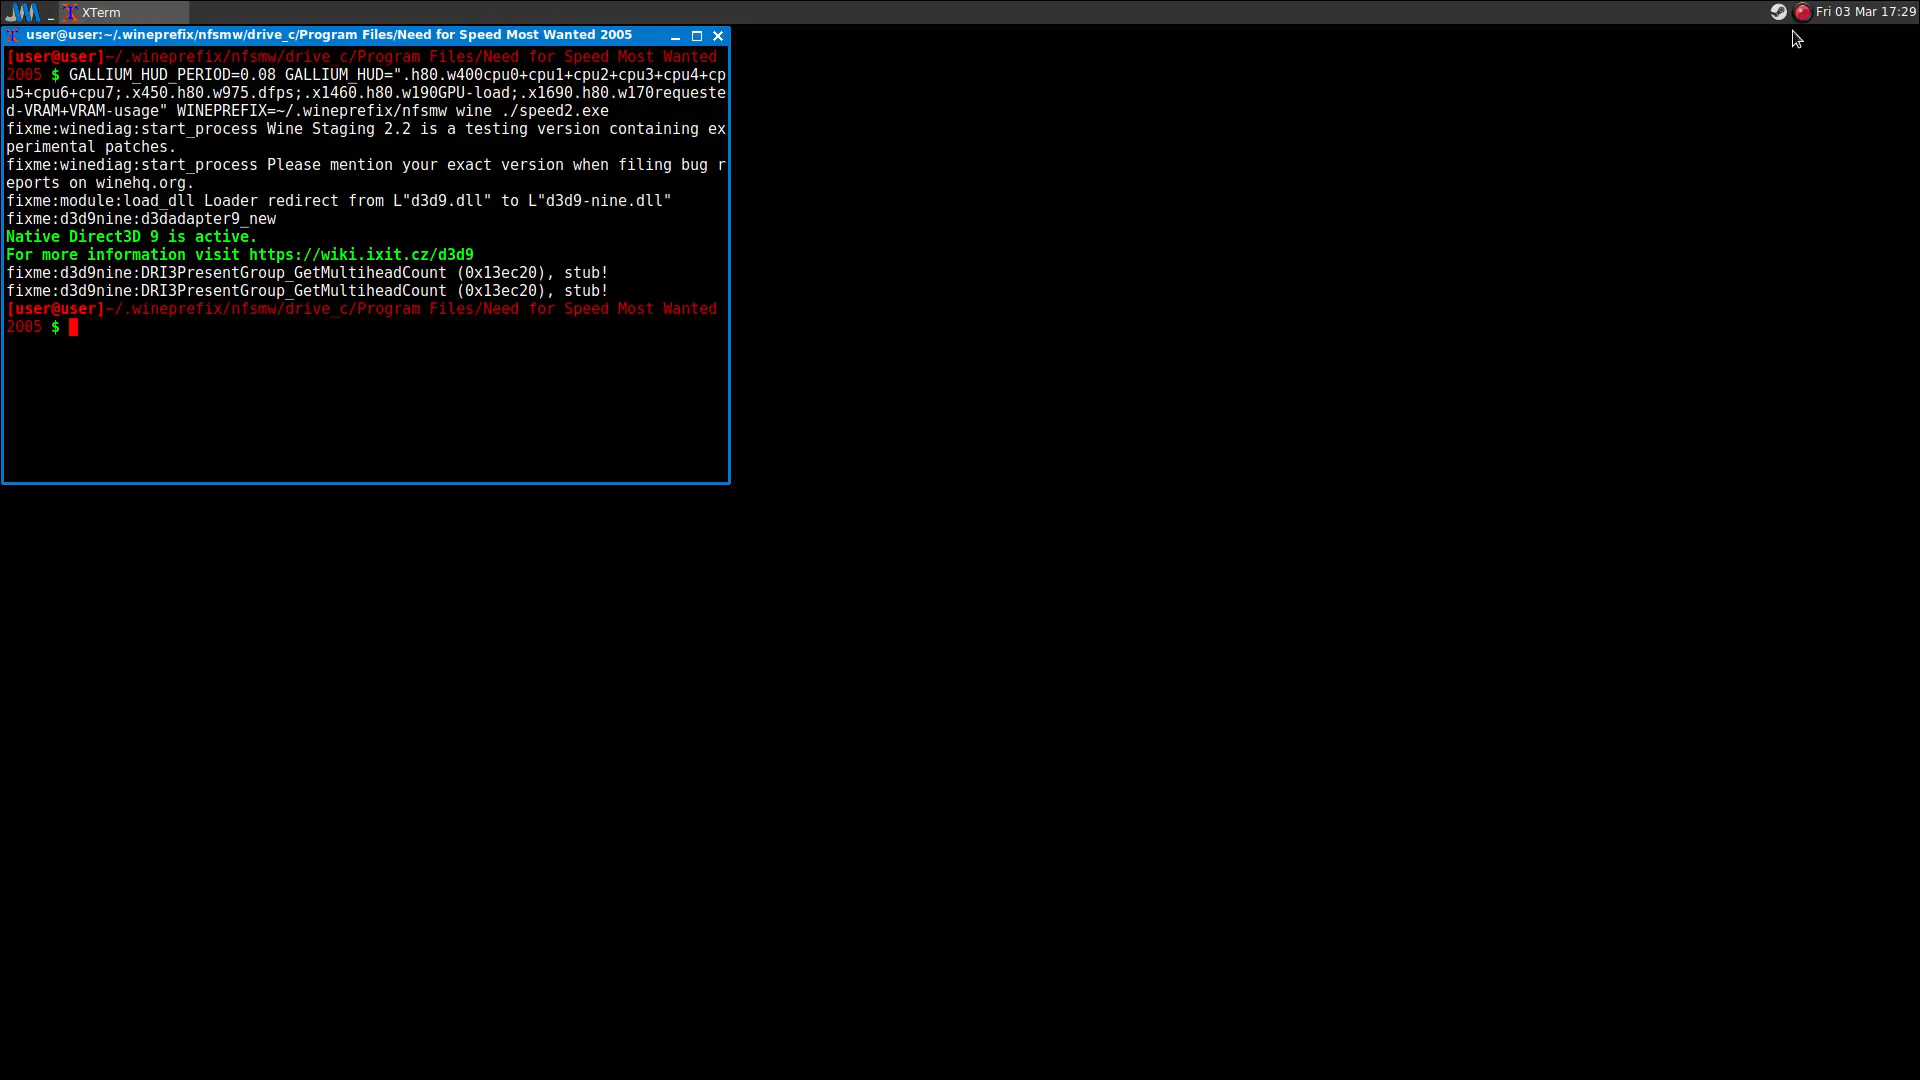 _ XTerm Fri 03 Mar 17:29
user@user:~/.wineprefix/nfsmw/drive_c/Program Files/Need for Speed Most Wanted 2005
[user@user]~/.wineprefix/nfsmw/drive_c/Program Files/Need for Speed Most Wanted
2005 $ GALLIUM_HUD_PERIOD=0.08 GALLIUM_HUD=".h80.w400cpu0+cpu1+cpu2+cpu3+cpu4+cp
u5+cpu6+cpu7;.x450.h80.w975.dfps;.x1460.h80.w190GPU-load;.x1690.h80.w170requeste
d-VRAM+VRAM-usage" WINEPREFIX=~/.wineprefix/nfsmw wine ./speed2.exe
fixme:winediag:start_process Wine Staging 2.2 is a testing version containing ex
perimental patches.
fixme:winediag:start_process Please mention your exact version when filing bug r
eports on winehq.org.
fixme:module:load_dll Loader redirect from L"d3d9.dll" to L"d3d9-nine.dll"
fixme:d3d9nine:d3dadapter9_new
Native Direct3D 9 is active.
For more information visit https://wiki.ixit.cz/d3d9
fixme:d3d9nine:DRI3PresentGroup_GetMultiheadCount (0x13ec20), stub!
fixme:d3d9nine:DRI3PresentGroup_GetMultiheadCount (0x13ec20), stub!
[user@user]~/.wineprefix/nfsmw/drive_c/Program Files/Need for Speed Most Wanted
2005 $